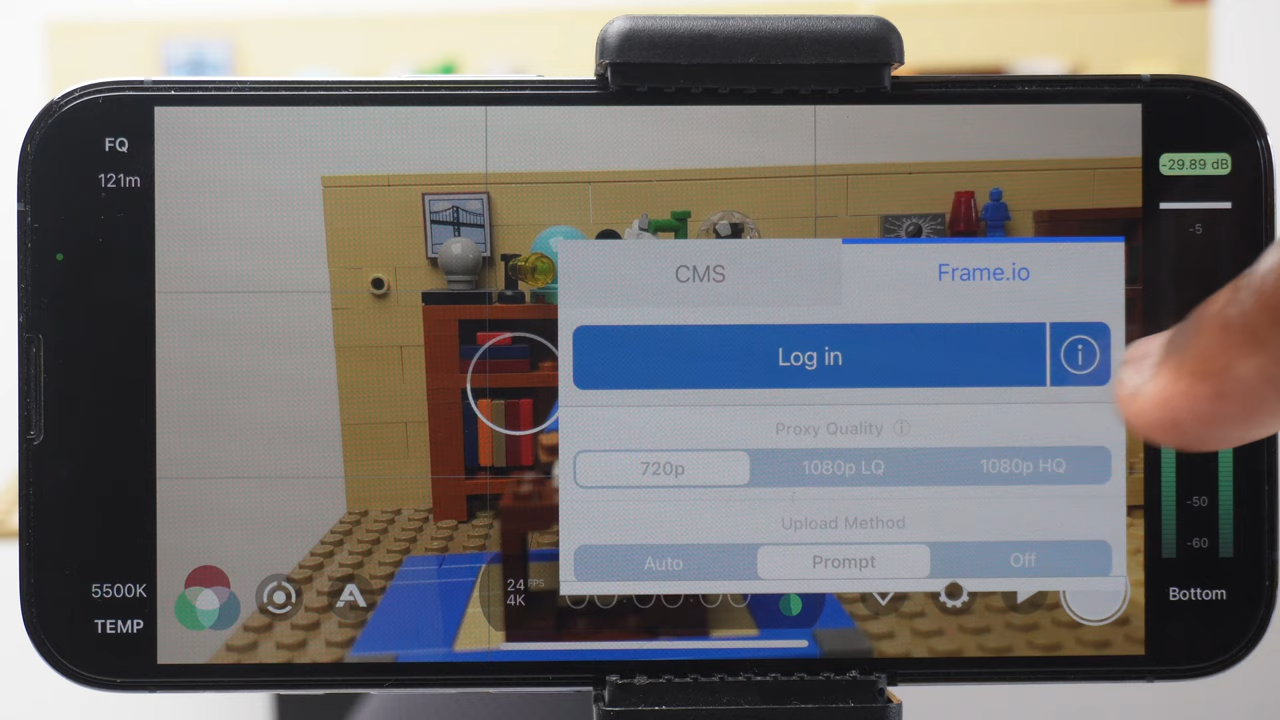 FQ
121m
-29.89 dB
-5
CMS
Frame.io
Log in
Proxy Quality
720p
1080p LQ
1080p HQ
-50
Upload Method
-60
Auto
Prompt
Off
5500K
TEMP
24 FPS
4K
A
Bottom